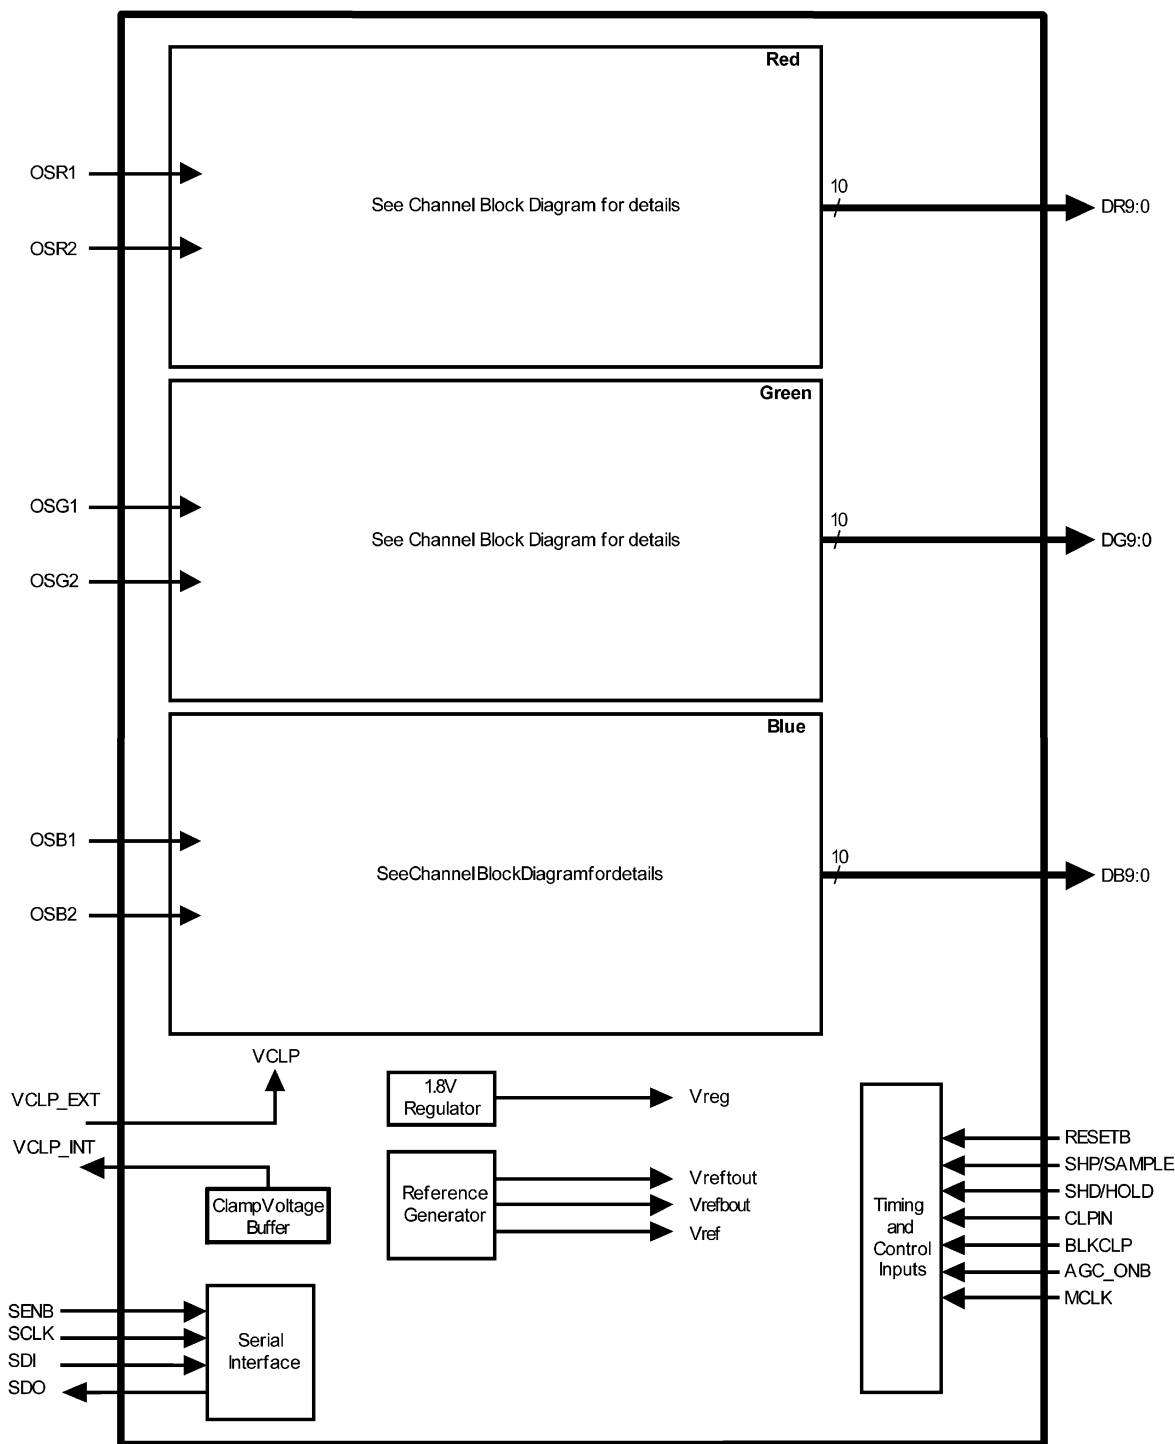 Red
OSR1
OSR2
See Channel Block Diagram for details
10
DR9:0
Green
OSG1
OSG2
See Channel Block Diagram for details
10
DG9:0
Blue
OSB1
OSB2
SeeChannelBlockDiagramfordetails
10
DB9:0
VCLP
VCLP_EXT
VCLP_INT
ClampVoltage
Buffer
1.8V
Regulator
Vreg
Reference
Generator
Vreftout
Vrefbout
Vref
SENB
SCLK
SDI
SDO
Serial
Interface
Timing
and
Control
Inputs
RESETB
SHP/SAMPLE
SHD/HOLD
CLPIN
BLKCLP
AGC_ONB
MCLK